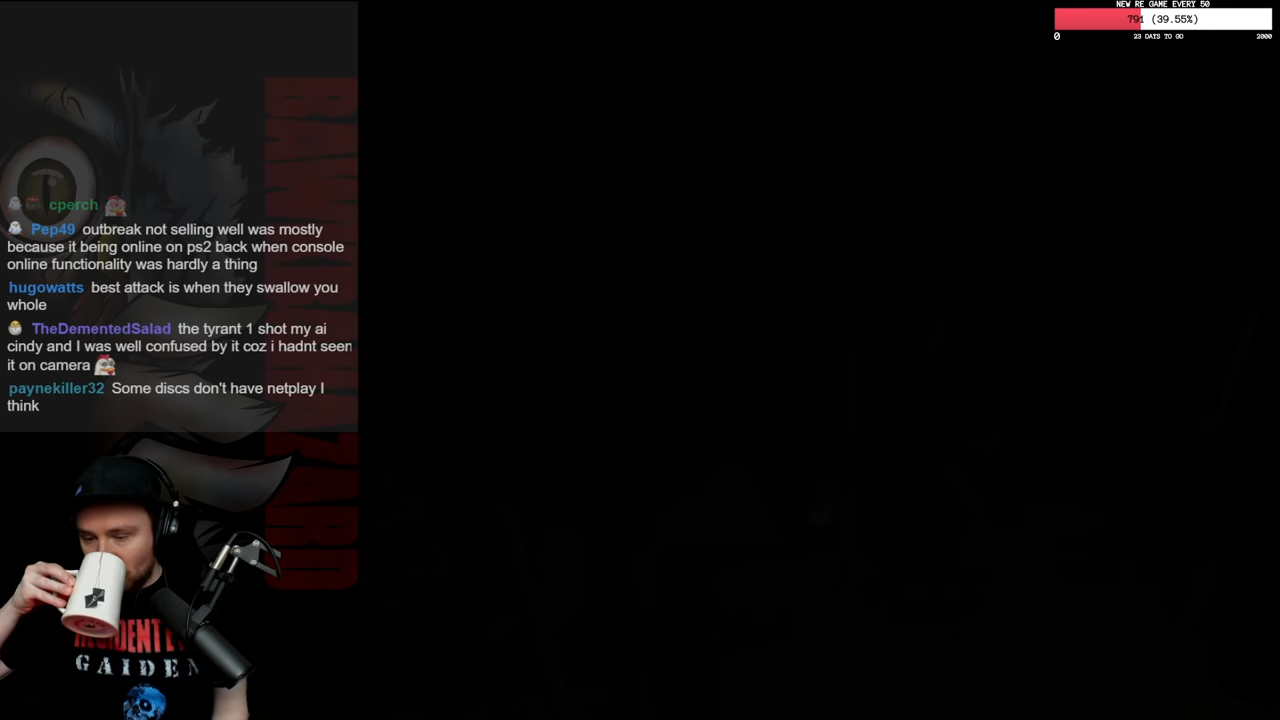 NEW RE GAME EVERY 50
791 (39.55%)
0 23 DAYS TO GO 2000
cperch
Pep49 outbreak not selling well was mostly
because it being online on ps2 back when console
online functionality was hardly a thing
hugowatts best attack is when they swallow you
whole
TheDementedSalad the tyrant 1 shot my ai
cindy and I was well confused by it coz i hadnt seen
it on camera
paynekiller32 Some discs don't have netplay I
think
GAIDEN